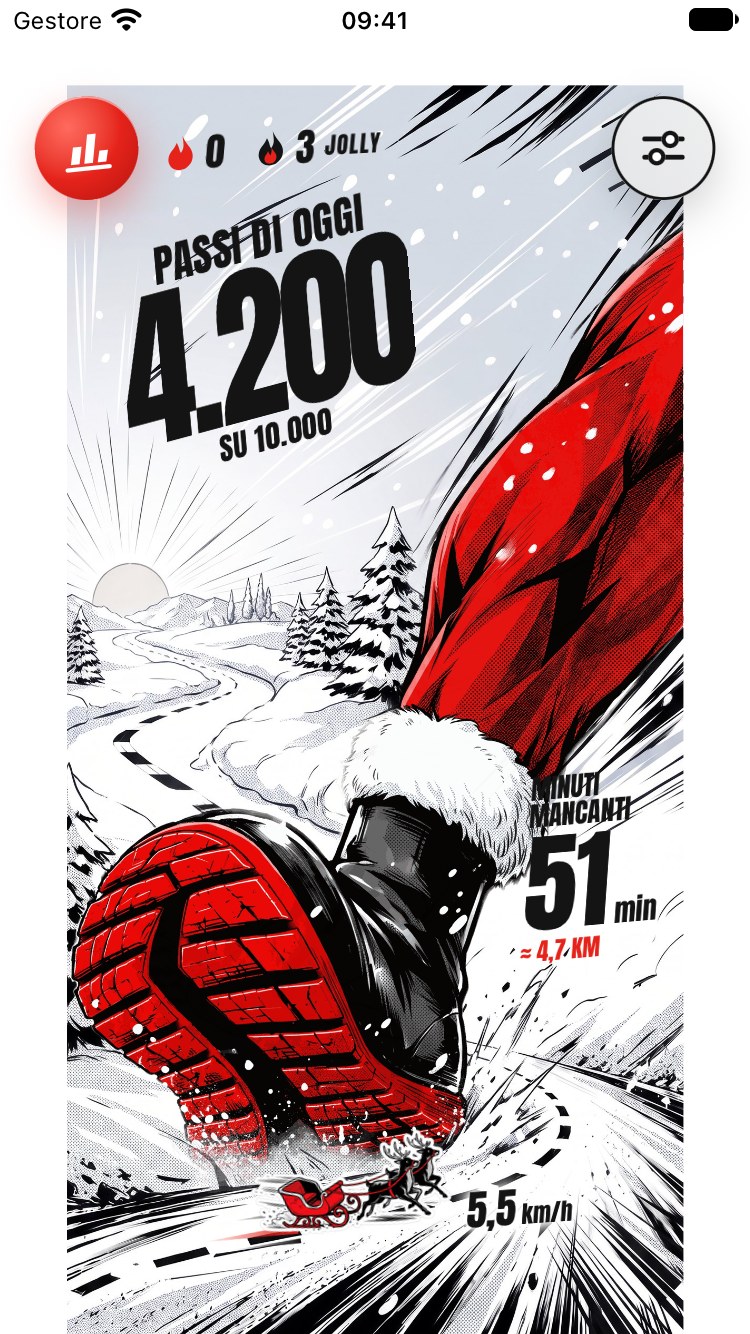 Gestore 09:41
0 3 JOLLY
PASSI DI OGGI
4.200
SU 10.000
MINUTI
MANCANTI
51 min
≈ 4,7 KM
5,5 km/h